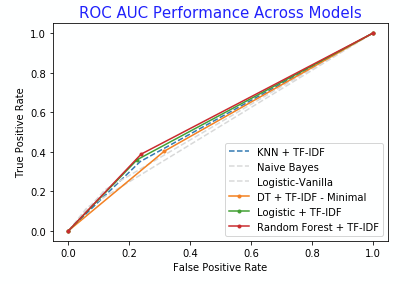 ROC AUC Performance Across Models
True Positive Rate
1.0
0.8
0.6
0.4
0.2
0.0
KNN + TF-IDF
Naive Bayes
Logistic-Vanilla
DT + TF-IDF - Minimal
Logistic + TF-IDF
Random Forest + TF-IDF
0.0 0.2 0.4 0.6 0.8 1.0
False Positive Rate